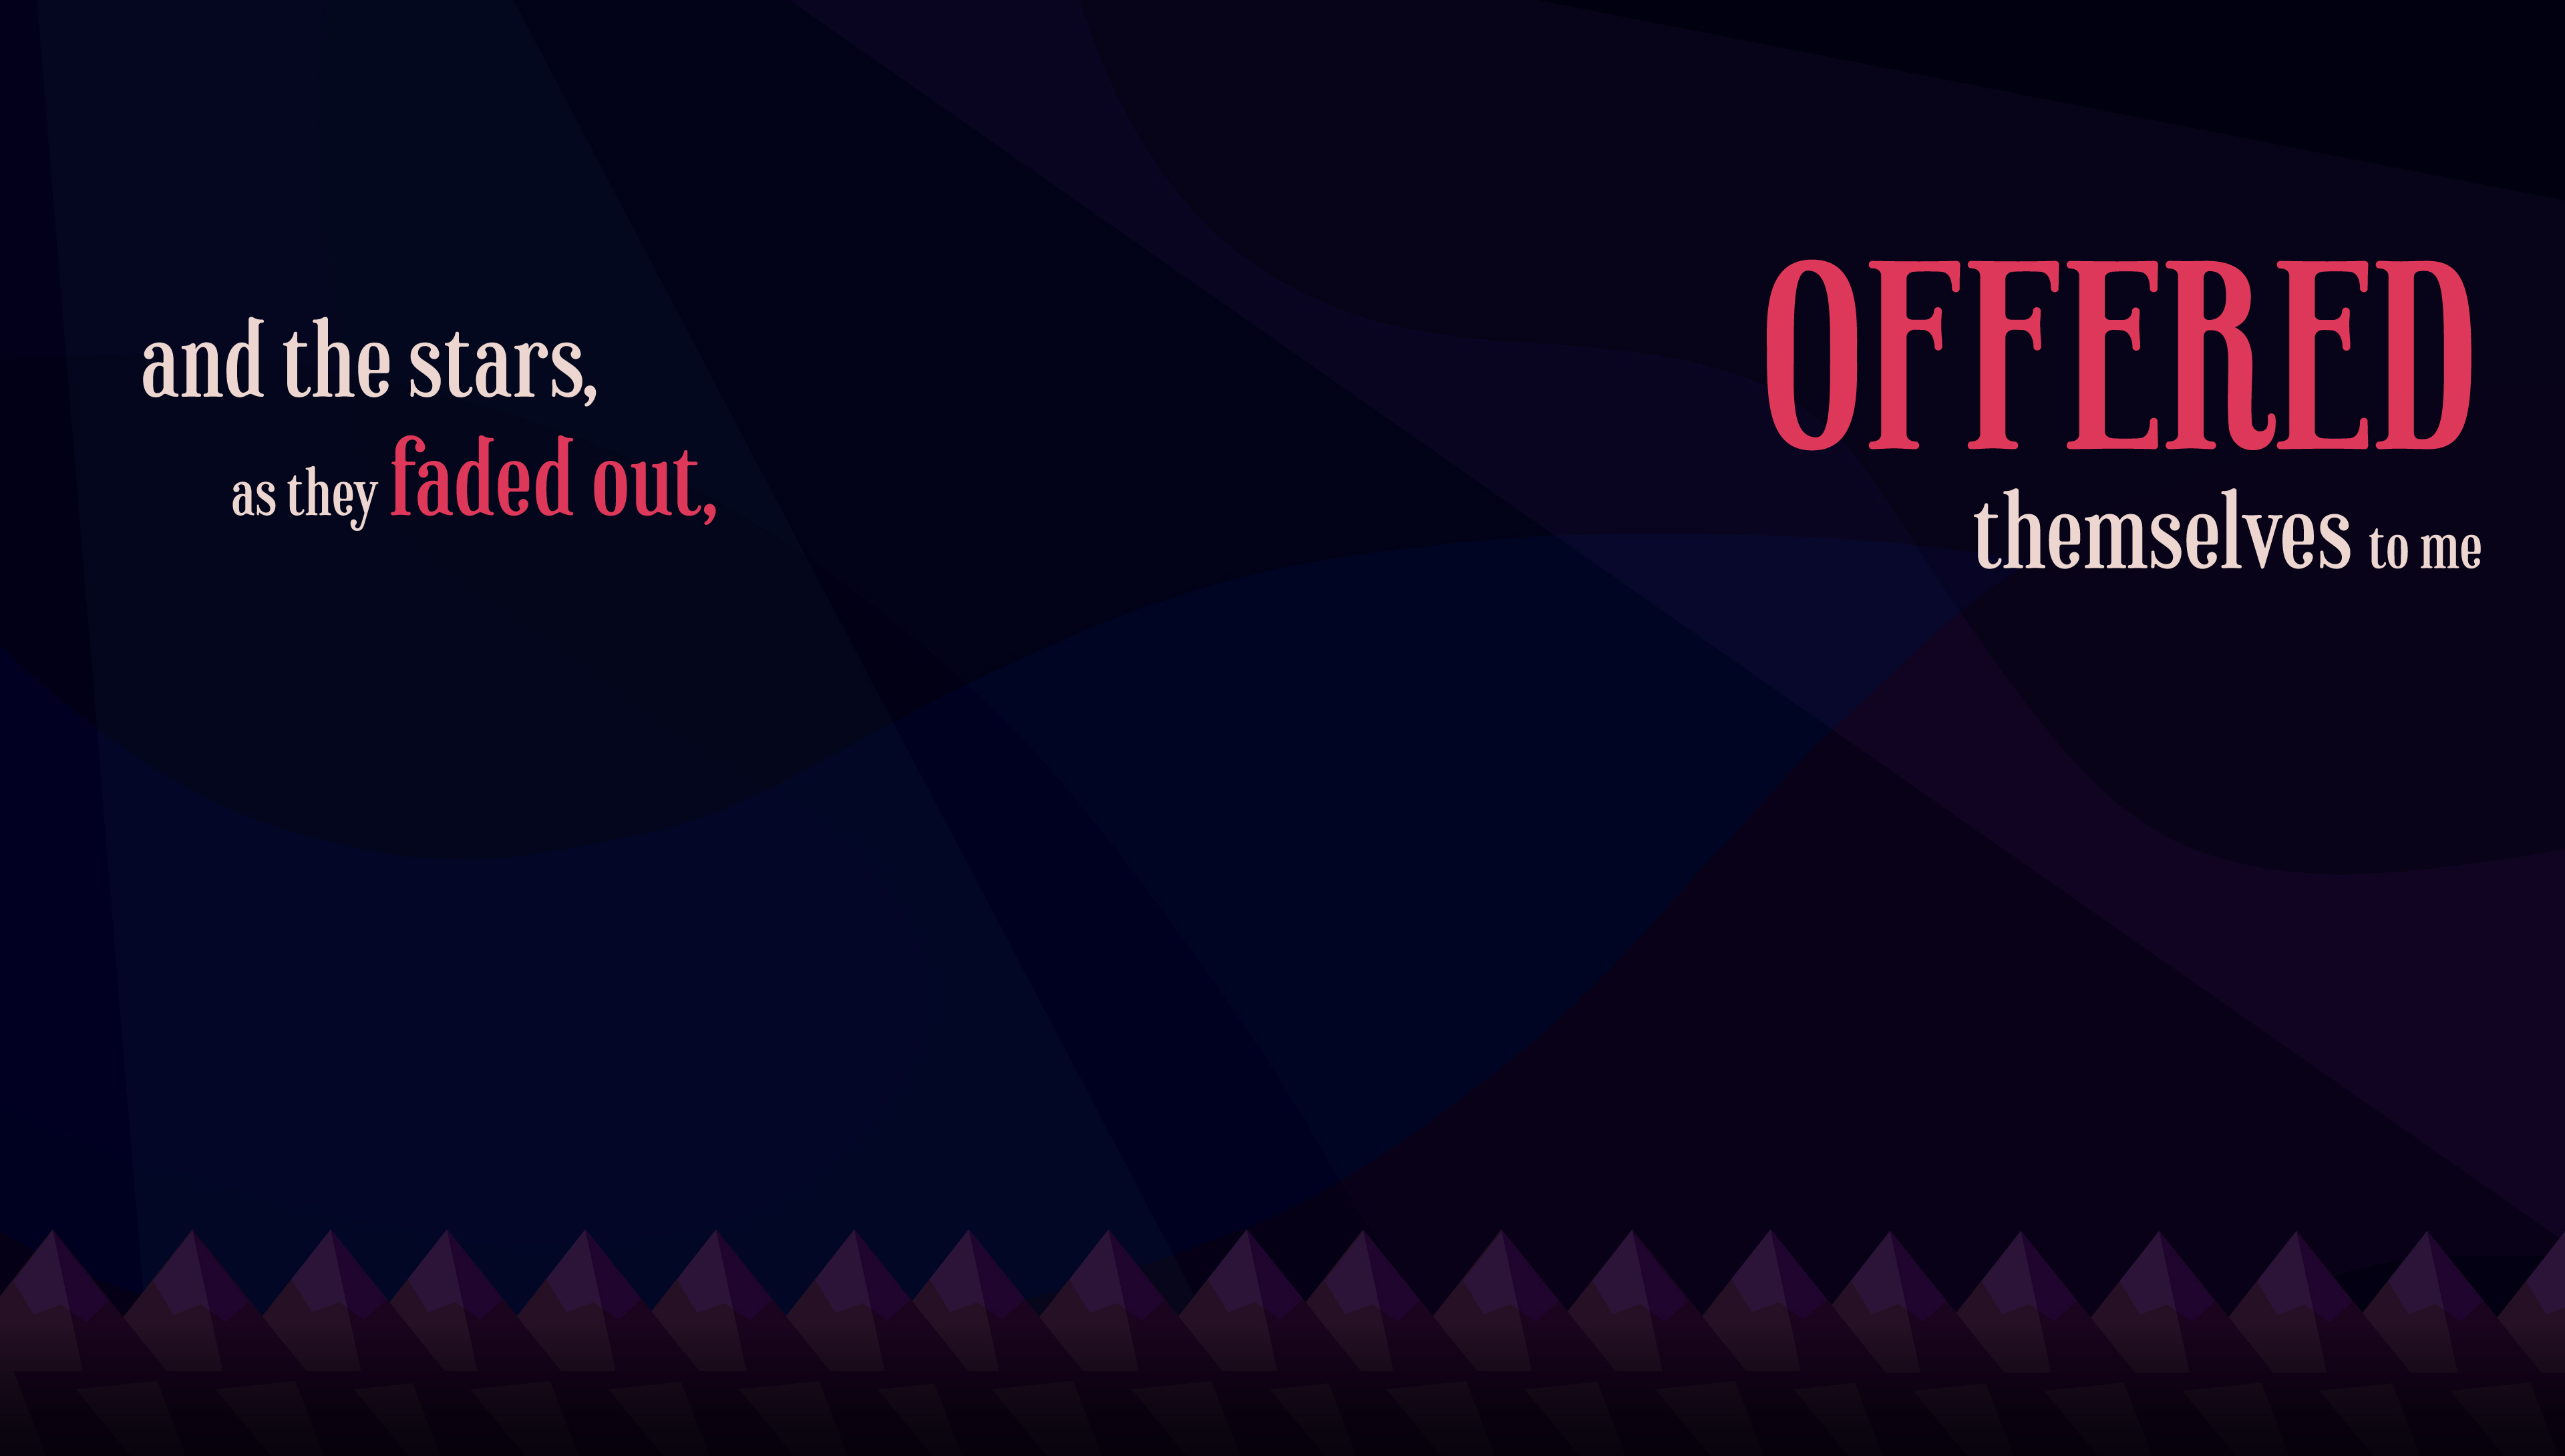 and the stars,
as they faded out,
OFFERED
themselves to me